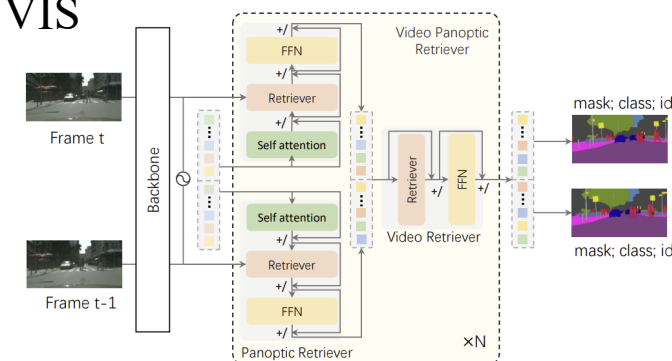 VIS
Frame t
Backbone
Frame t-1
Video Panoptic
Retriever
+/
FFN
+/
Retriever
+/
Self attention
Self attention
+/
Retriever
+/
FFN
+/
Panoptic Retriever
Retriever
+/
FFN
+/
Video Retriever
×N
mask; class; id
mask; class; id